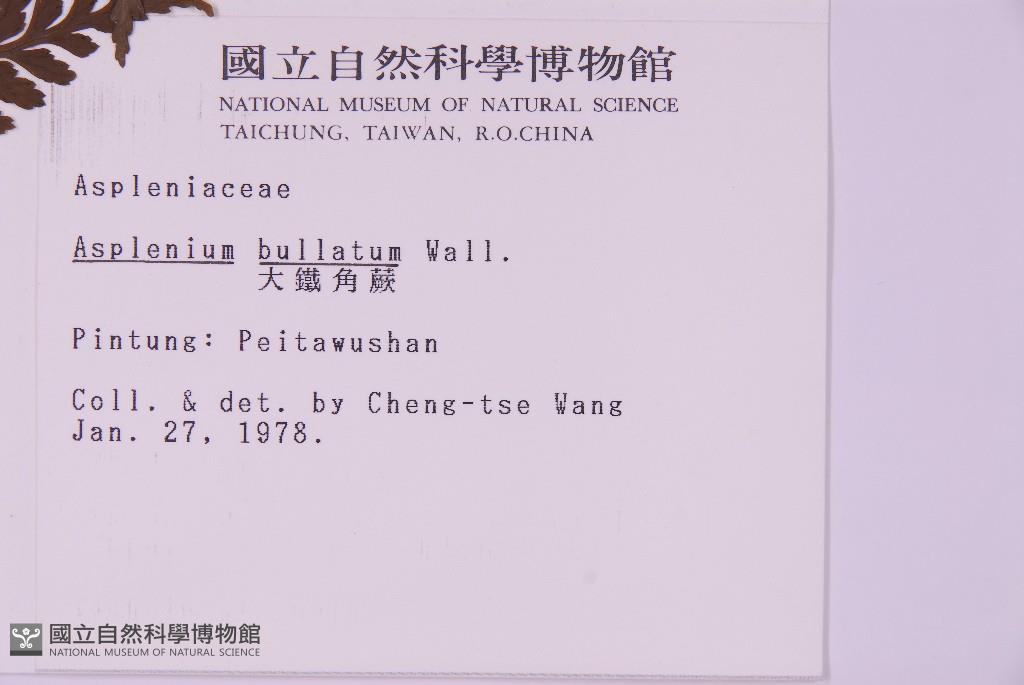 國立自然科學博物館
NATIONAL MUSEUM OF NATURAL SCIENCE
TAICHUNG, TAIWAN, R.O.CHINA
Aspleniaceae
Asplenium bullatum Wall.
大鐵角蕨
Pintung: Peitawushan
Coll. & det. by Cheng-tse Wang
Jan. 27, 1978.
國立自然科學博物館
NATIONAL MUSEUM OF NATURAL SCIENCE